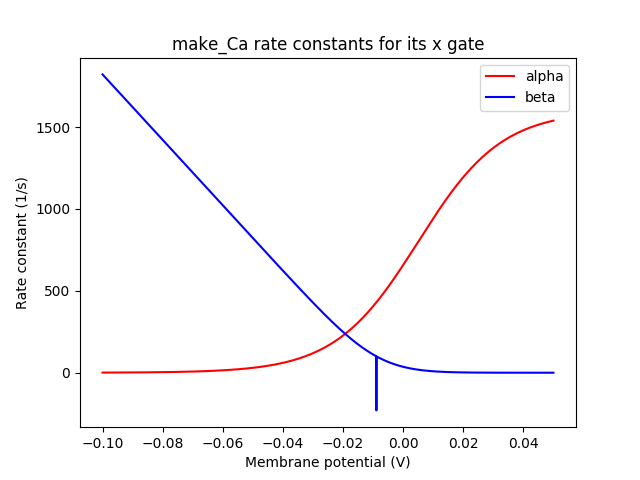 make_Ca rate constants for its x gate
alpha
beta
Rate constant (1/s)
1500
1000
500
0
−0.10 −0.08 −0.06 −0.04 −0.02 0.00 0.02 0.04
Membrane potential (V)